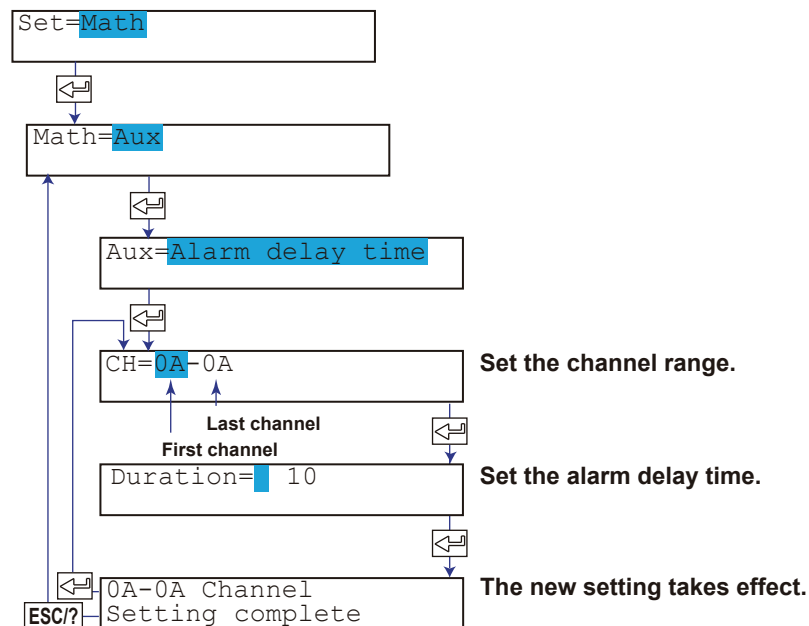 Set=Math
Math=Aux
Aux=Alarm delay time
CH=0A-0A
Set the channel range.
Last channel
First channel
Duration= 10
Set the alarm delay time.
0A-0A Channel
The new setting takes effect.
ESC/?
Setting complete